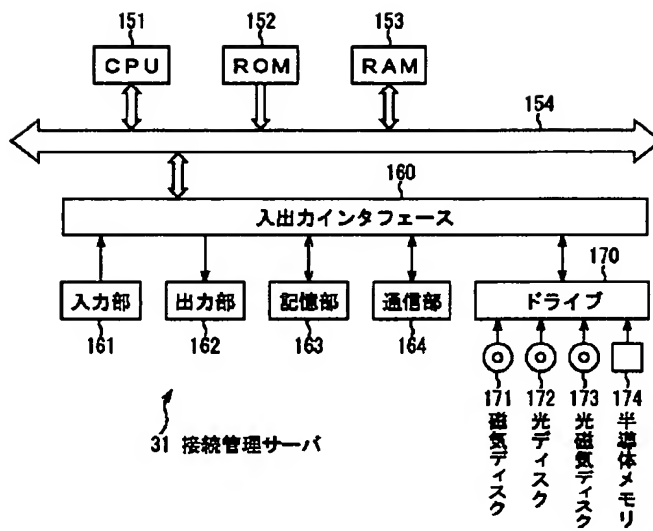 151
152
153
CPU
ROM
RAM
154
160
入出力インタフェース
170
入力部
出力部
記憶部
通信部
ドライブ
161
162
163
164
171
172
173
174
磁気ディスク
光ディスク
光磁気ディスク
半導体メモリ
31 接続管理サーバ